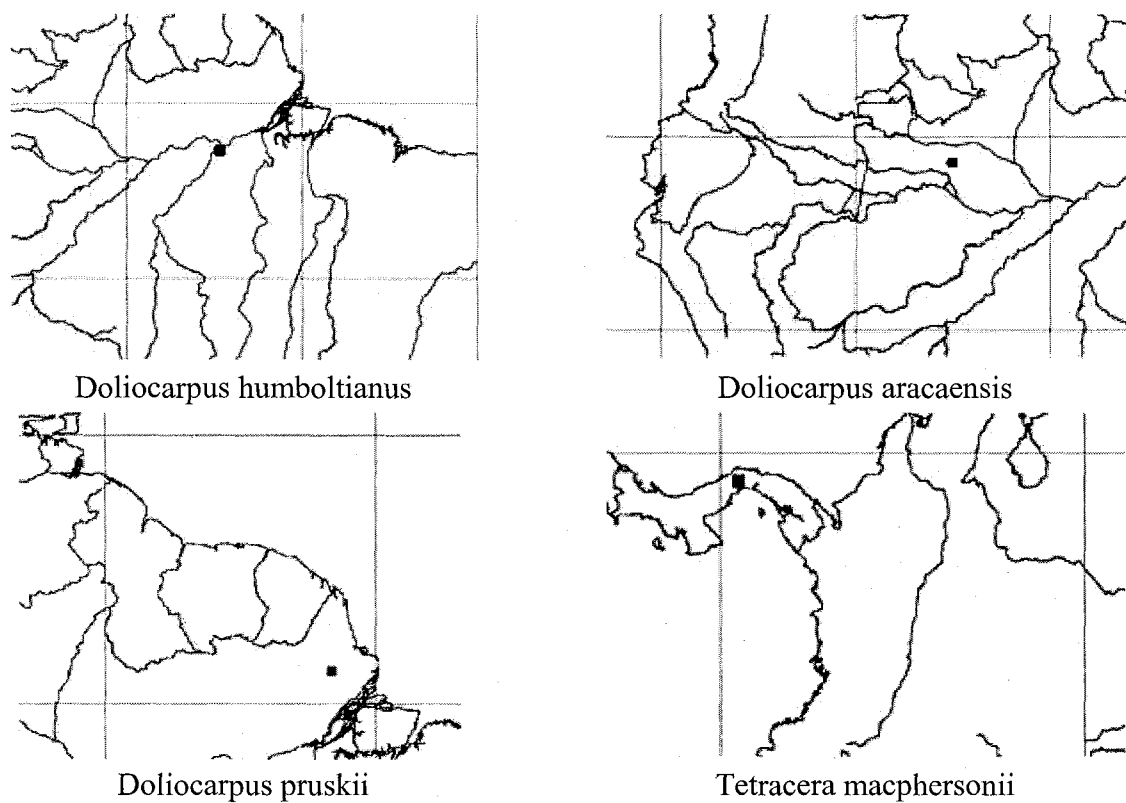 Doliocarpus humboltianus
Doliocarpus aracaensis
Doliocarpus pruskii
Tetracera macphersonii